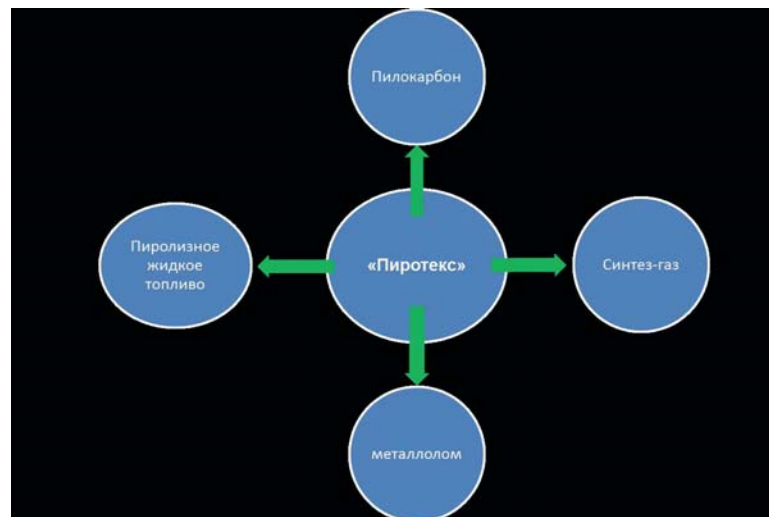 Пилокарбон
Пиролизное
жидкое
топливо
«Пиротекс»
Синтез-газ
металлолом